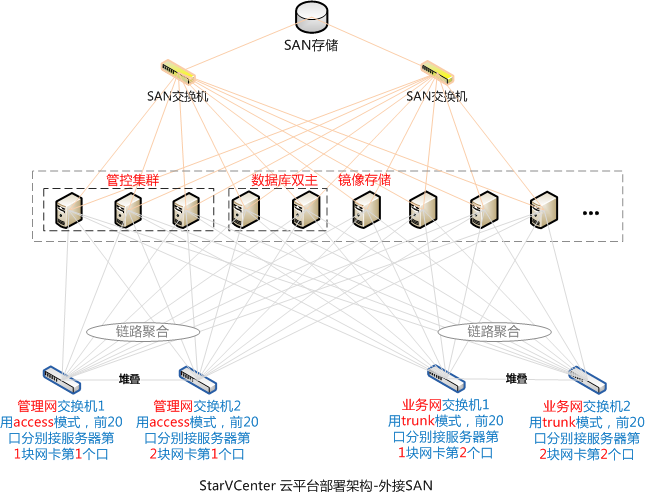 SAN存储
SAN交换机
SAN交换机
管控集群
数据库双主
镜像存储
...
链路聚合
链路聚合
堆叠
堆叠
管理网交换机1
用access模式，前20
口分别接服务器第
1块网卡第1个口
管理网交换机2
用access模式，前20
口分别接服务器第
2块网卡第1个口
业务网交换机1
用trunk模式，前20
口分别接服务器第
1块网卡第2个口
业务网交换机2
用trunk模式，前20
口分别接服务器第
2块网卡第2个口
StarVCenter 云平台部署架构-外接SAN